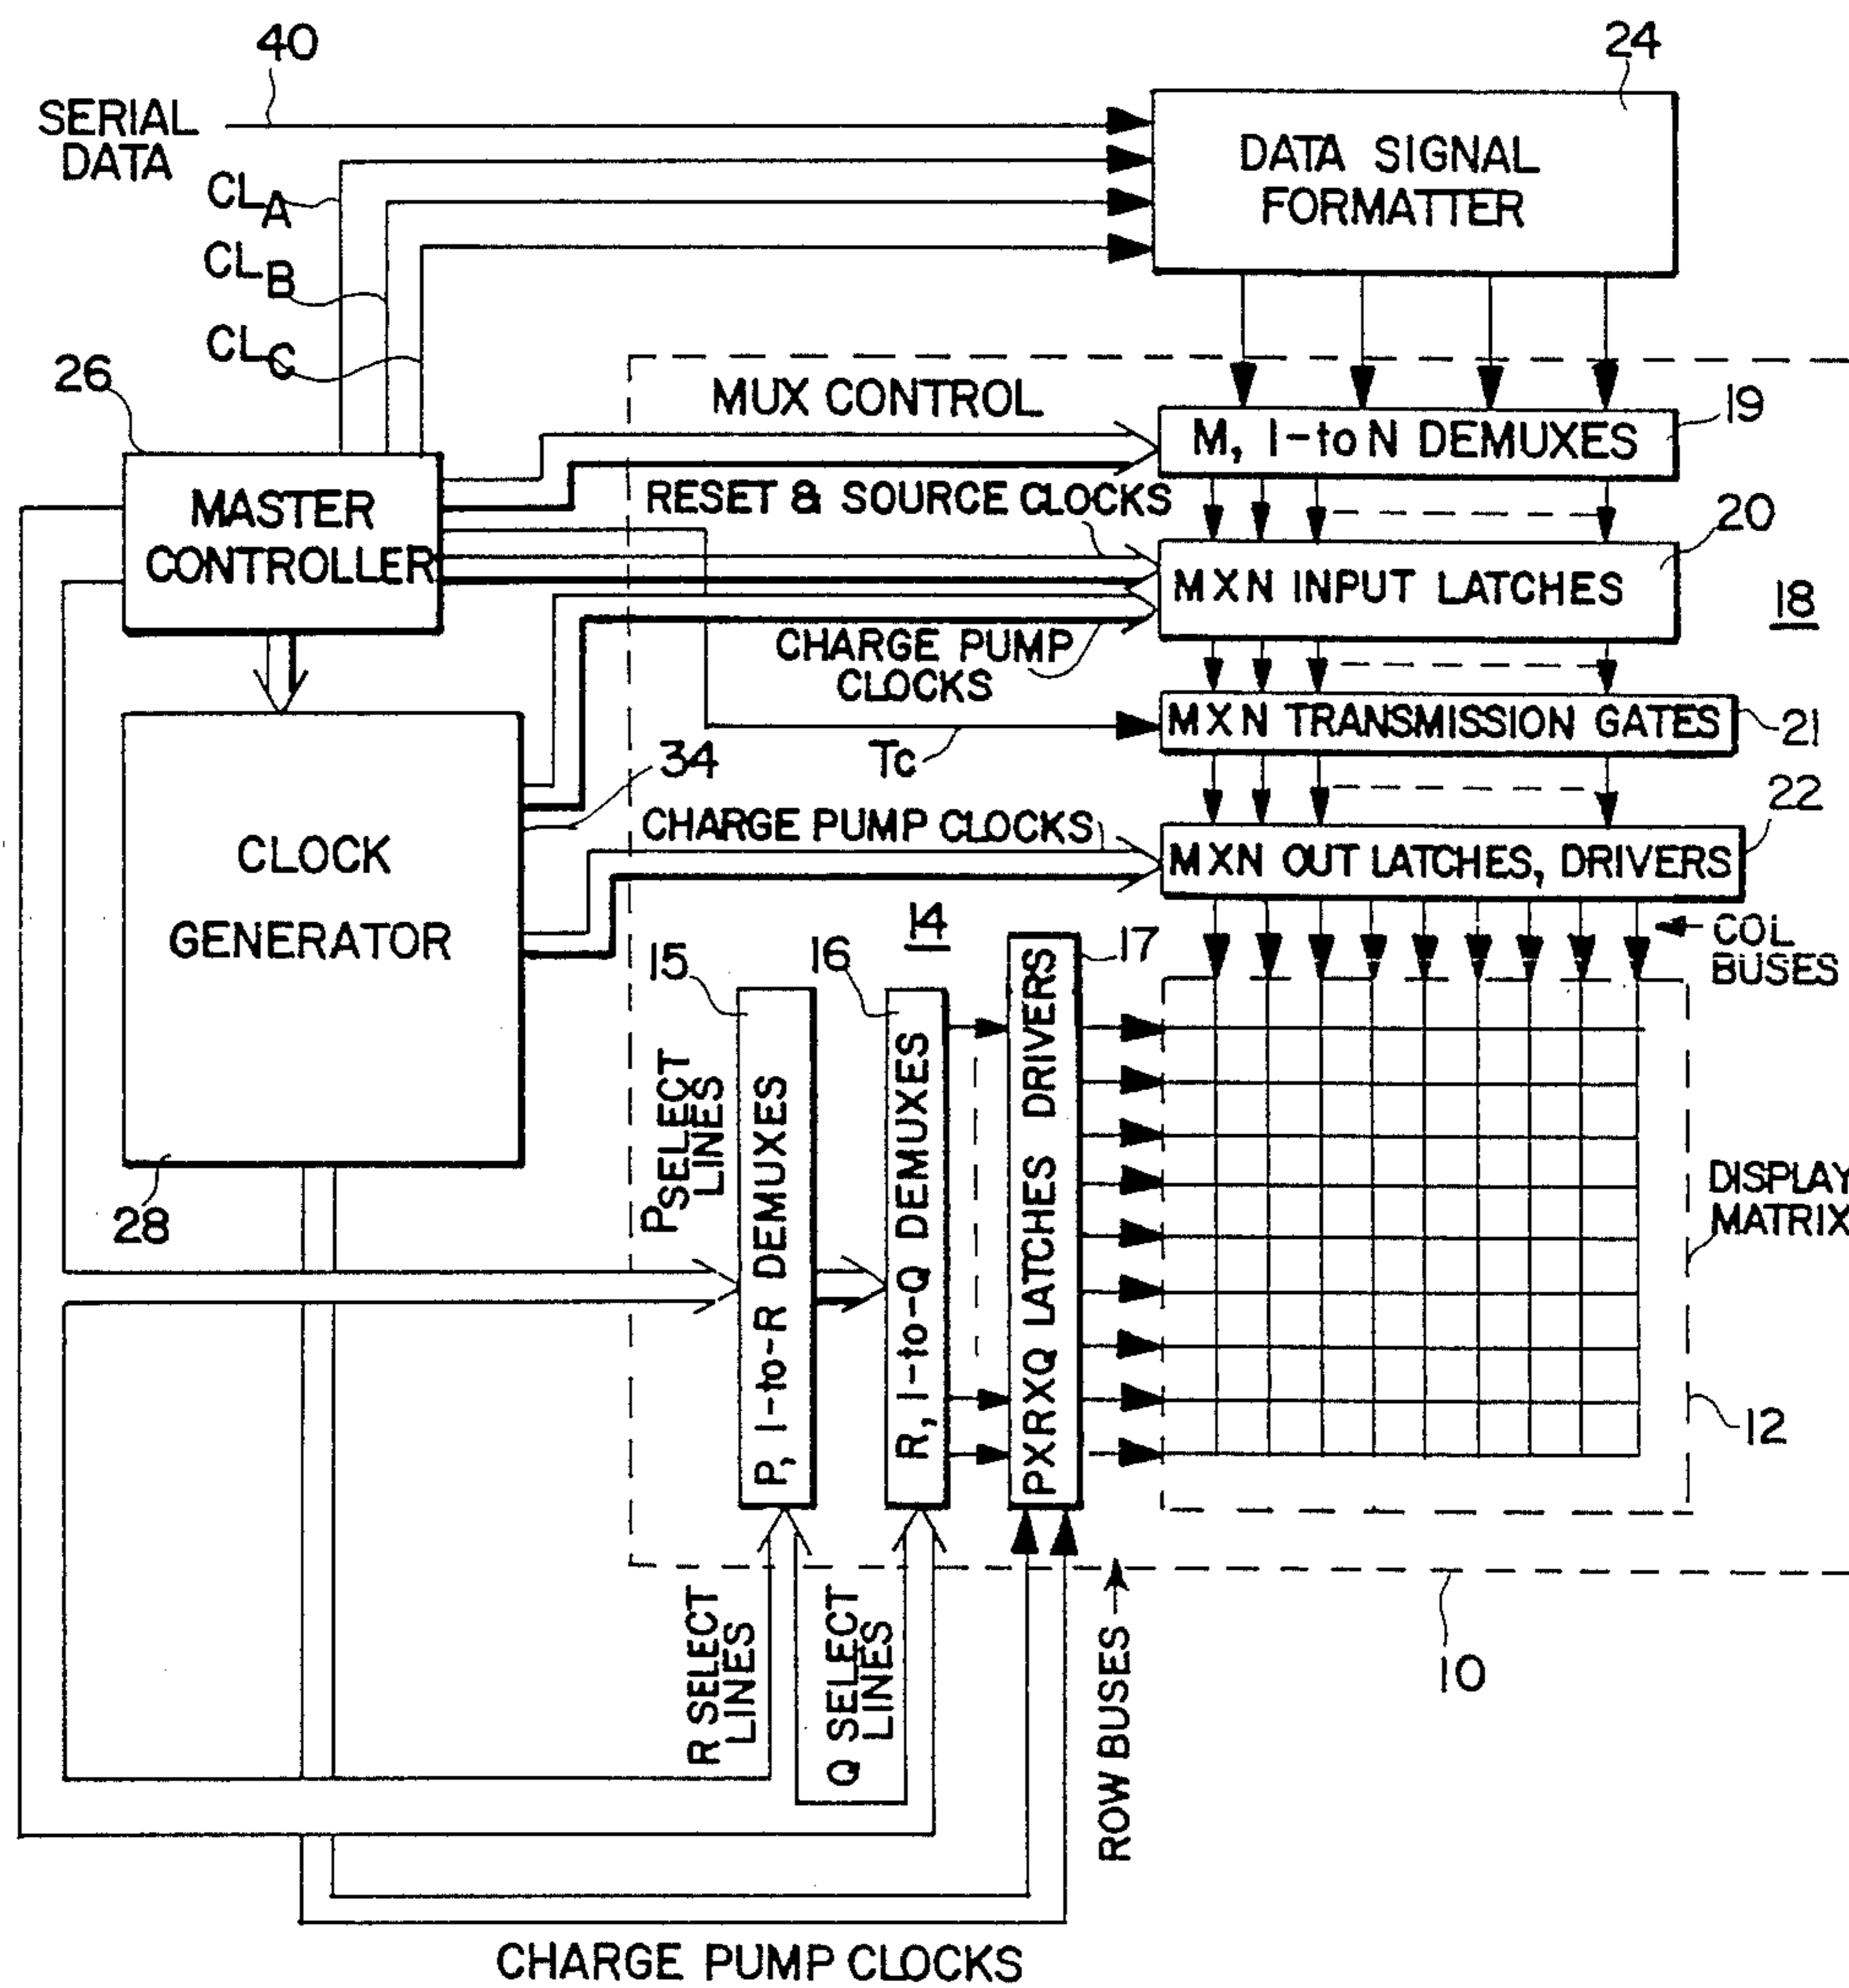 40
24
SERIAL
DATA
DATA SIGNAL
FORMATTER
CLA
CLB
CLC
26
MUX CONTROL
19
M, 1-to N DEMUXES
MASTER
CONTROLLER
RESET & SOURCE CLOCKS
20
MXN INPUT LATCHES
18
CHARGE PUMP
CLOCKS
MXN TRANSMISSION GATES
21
Tc
34
22
CHARGE PUMP CLOCKS
MXN OUT LATCHES, DRIVERS
CLOCK
GENERATOR
14
COL
BUSES
15
16
17
P SELECT
LINES
P, 1-to-R DEMUXES
R, 1-to-Q DEMUXES
PXRXQ LATCHES DRIVERS
28
DISPLAY
MATRIX
12
R SELECT
LINES
Q SELECT
LINES
ROW BUSES
10
CHARGE PUMP CLOCKS